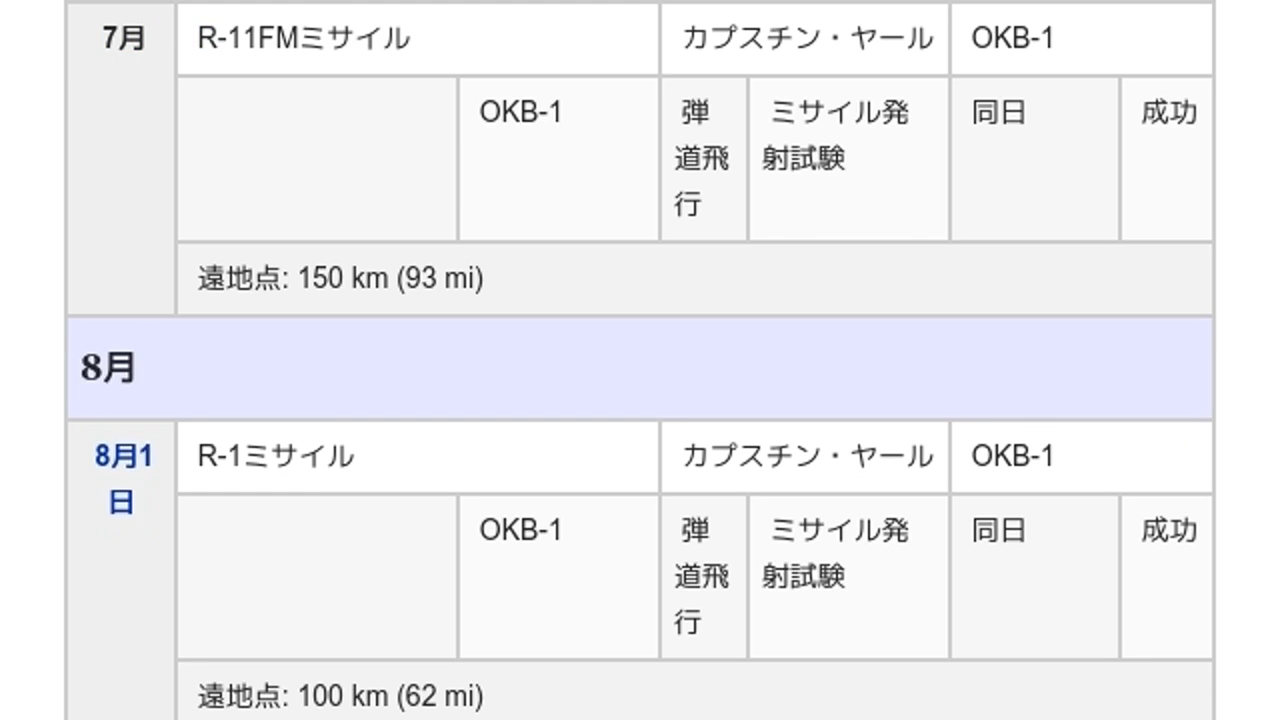 7月 R-11FMミサイル カプスチン・ヤール OKB-1
OKB-1 弾 ミサイル発 同日 成功
道飛 射試験
行
遠地点: 150 km (93 mi)
8月
8月1 R-1ミサイル カプスチン・ヤール OKB-1
日
OKB-1 弾 ミサイル発 同日 成功
道飛 射試験
行
遠地点: 100 km (62 mi)